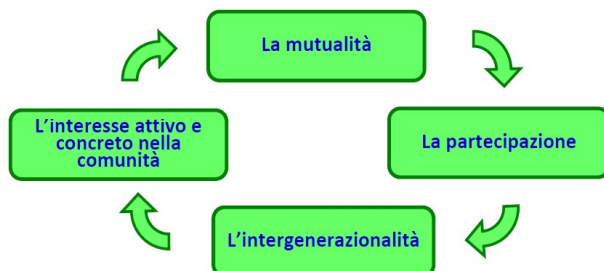 La mutualità
La partecipazione
L'intergenerazionalità
L'interesse attivo e
concreto nella
comunità